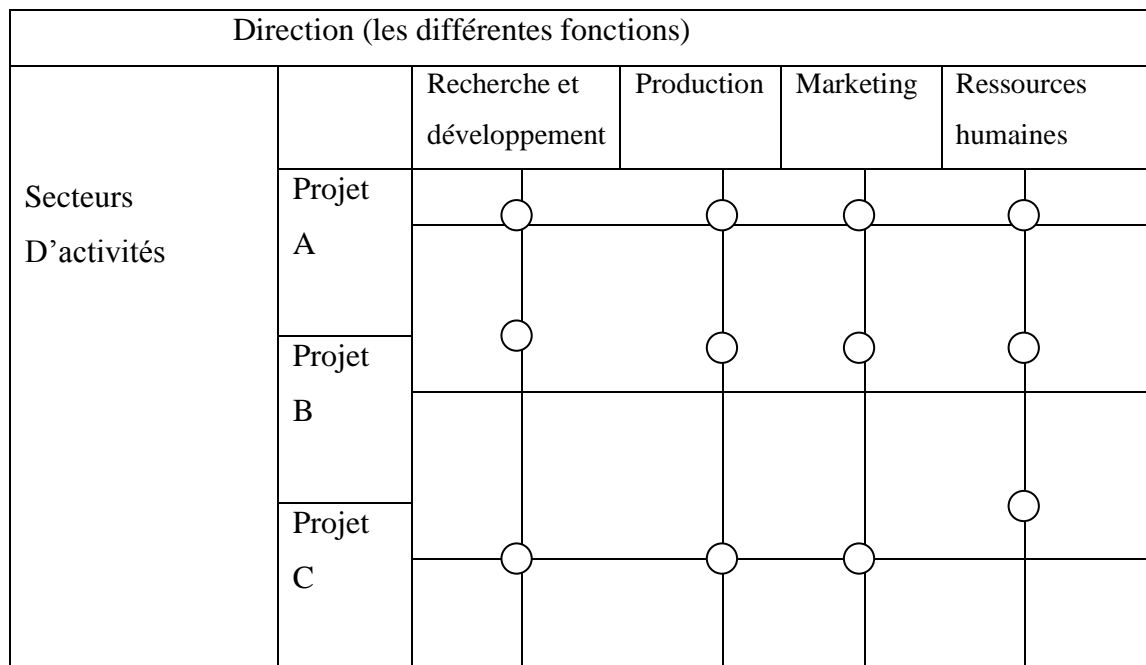 Direction (les différentes fonctions)
Recherche et
développement
Production
Marketing
Ressources
humaines
Secteurs
D’activités
Projet
A
Projet
B
Projet
C